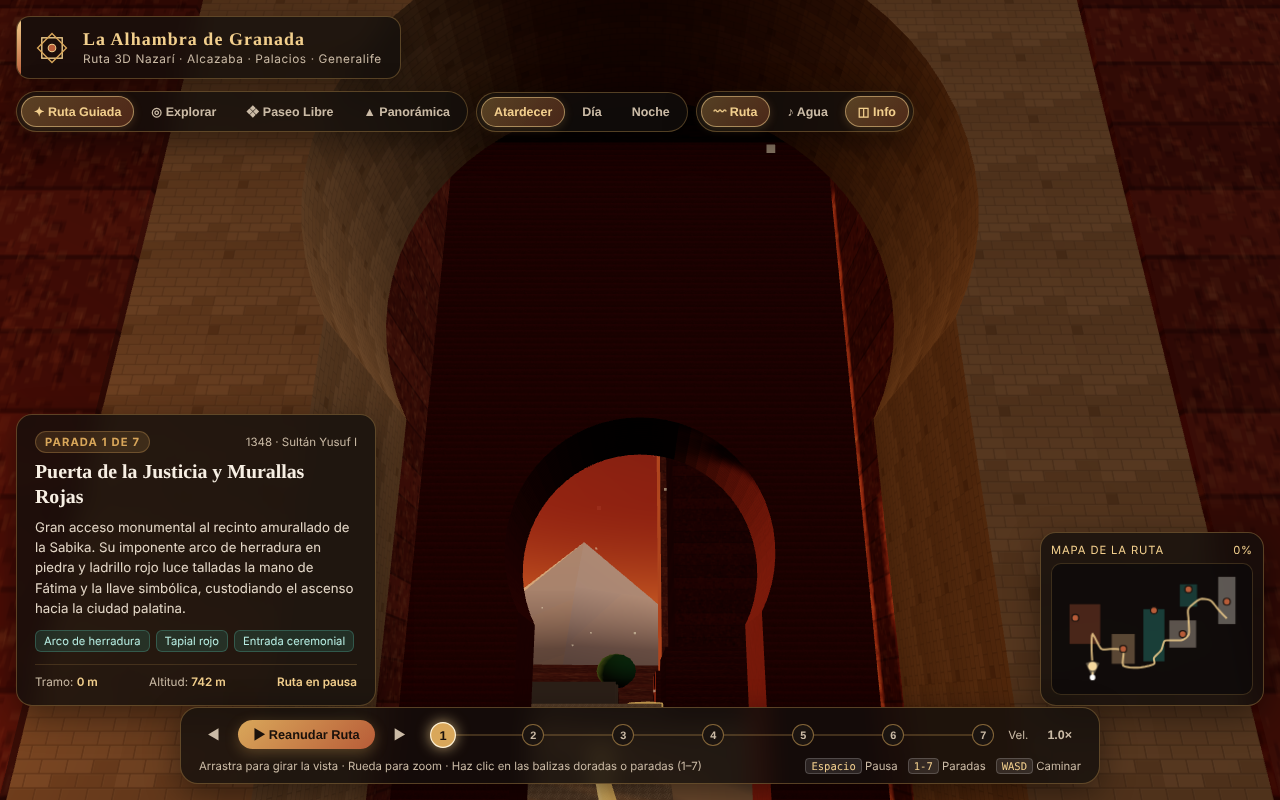 La Alhambra de Granada
Ruta 3D Nazarí · Alcazaba · Palacios · Generalife
✦ Ruta Guiada
◎ Explorar
❖ Paseo Libre
▲ Panorámica
Atardecer
Día
Noche
〰 Ruta
♪ Agua
◫ Info
PARADA 1 DE 7
1348 · Sultán Yusuf I
Puerta de la Justicia y Murallas
Rojas
Gran acceso monumental al recinto amurallado de
la Sabika. Su imponente arco de herradura en
piedra y ladrillo rojo luce talladas la mano de
Fátima y la llave simbólica, custodiando el ascenso
hacia la ciudad palatina.
Arco de herradura
Tapial rojo
Entrada ceremonial
Tramo: 0 m
Altitud: 742 m
Ruta en pausa
MAPA DE LA RUTA
0%
◀
▶ Reanudar Ruta
▶
1
2
3
4
5
6
7
Vel.
1.0×
Arrastra para girar la vista · Rueda para zoom · Haz clic en las balizas doradas o paradas (1–7)
Espacio Pausa
1-7 Paradas
WASD Caminar